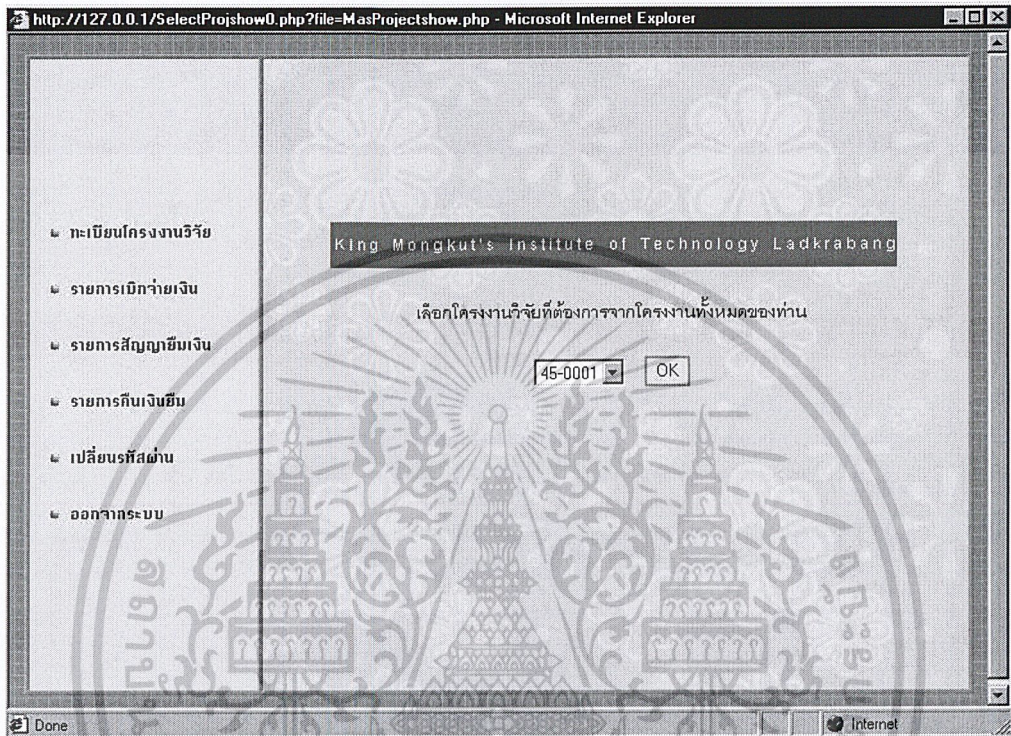 http://127.0.0.1/SelectProjshow0.php?file=MasProjectshow.php - Microsoft Internet Explorer
ทะเบียนโครงงานวิจัย
รายการเบิกจ่ายเงิน
รายการสัญญายืมเงิน
รายการคืนเงินยืม
เปลี่ยนรหัสผ่าน
ออกจากระบบ
King Mongkut's Institute of Technology Ladkrabang
เลือกโครงงานวิจัยที่ต้องการจากโครงงานทั้งหมดของท่าน
45-0001 OK
Done Internet